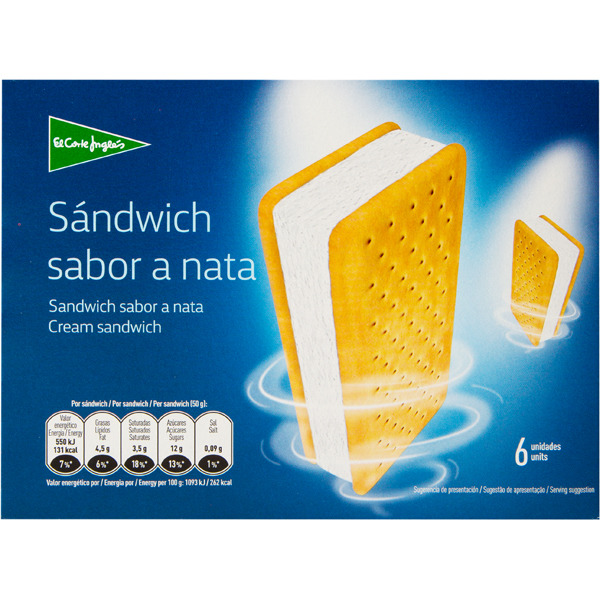 El Corte Inglés
Sándwich
sabor a nata
Sandwich sabor a nata
Cream sandwich
Por sándwich / Por sandwich / Per sandwich (50 g):
Valor
energético
Energia / Energy
550 kJ
131 kcal
7%*
Grasas
Lípidos
Fat
4,5 g
6%*
Saturadas
Saturados
Saturates
3,5 g
18%*
Azúcares
Açúcares
Sugars
12 g
13%*
Sal
Salt
0,09 g
1%*
Valor energético por / Energia por / Energy per 100 g: 1093 kJ / 262 kcal
6 unidades
units
Sugerencia de presentación / Sugestão de apresentação / Serving suggestion